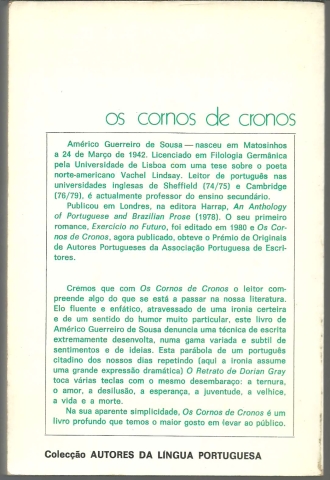 os cornos de cronos
Américo Guerreiro de Sousa — nasceu em Matosinhos
a 24 de Março de 1942. Licenciado em Filologia Germânica
pela Universidade de Lisboa com uma tese sobre o poeta
norte-americano Vachel Lindsay. Leitor de português nas
universidades inglesas de Sheffield (74/75) e Cambridge
(76/79), é actualmente professor do ensino secundário.
Publicou em Londres, na editora Harrap, An Anthology
of Portuguese and Brazilian Prose (1978). O seu primeiro
romance, Exercício no Futuro, foi editado em 1980 e Os Cor-
nos de Cronos, agora publicado, obteve o Prémio de Originais
de Autores Portugueses da Associação Portuguesa de Escri-
tores.
Cremos que com Os Cornos de Cronos o leitor com-
preende algo do que se está a passar na nossa literatura.
Elo fluente e enfático, atravessado de uma ironia certeira
e de um sentido do humor muito particular, este livro de
Américo Guerreiro de Sousa denuncia uma técnica de escrita
extremamente desenvolta, numa gama variada e subtil de
sentimentos e de ideias. Esta parábola de um português
citadino dos nossos dias repetindo (aqui a ironia assume
uma grande expressão dramática) O Retrato de Dorian Gray
toca várias teclas com o mesmo desembaraço: a ternura,
o amor, a desilusão, a esperança, a juventude, a velhice,
a vida e a morte.
Na sua aparente simplicidade, Os Cornos de Cronos é um
livro profundo que temos o maior gosto em levar ao público.
Colecção AUTORES DA LÍNGUA PORTUGUESA